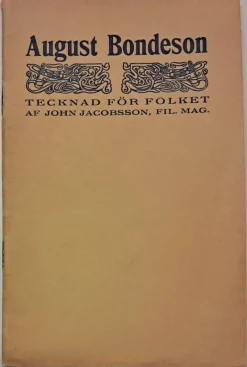 August Bondeson
TECKNAD FÖR FOLKET
AF JOHN JACOBSSON, FIL. MAG.